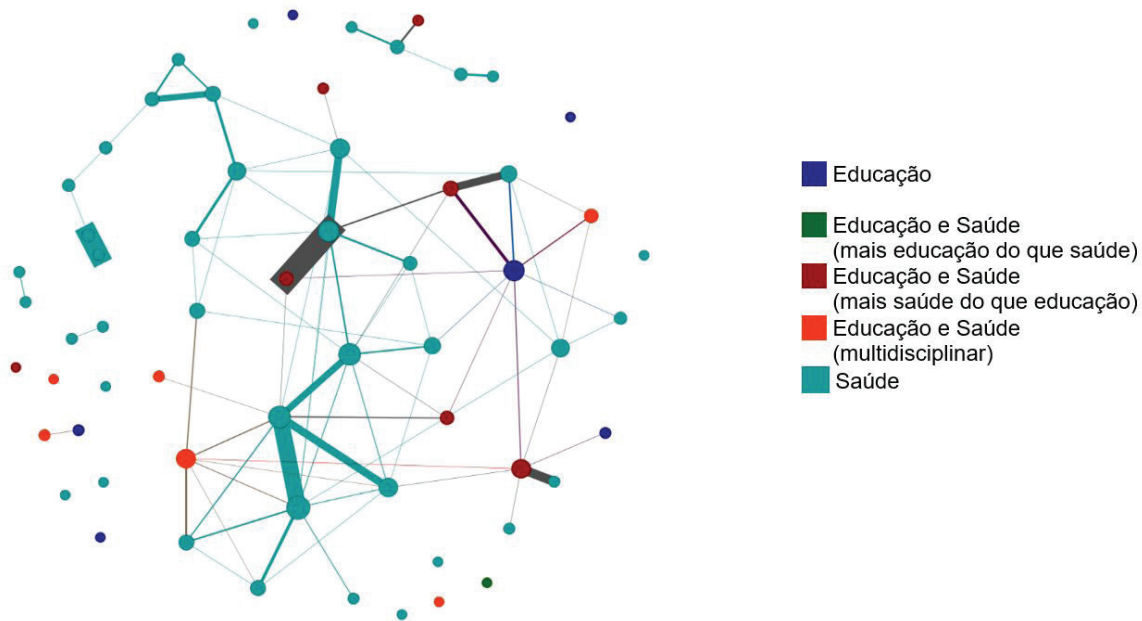 Educação
Educação e Saúde
(mais educação do que saúde)
Educação e Saúde
(mais saúde do que educação)
Educação e Saúde
(multidisciplinar)
Saúde